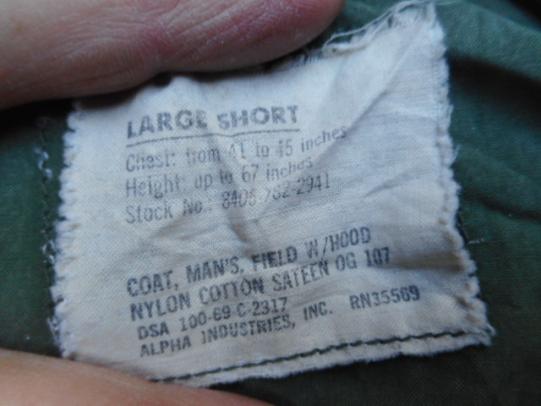 LARGE SHORT
Chest: from 41 to 45 inches
Height: up to 67 inches
Stock No.: 8405-782-2941
COAT, MAN'S, FIELD W/HOOD
NYLON COTTON SATEEN OG 107
DSA 100-69-C-2317
ALPHA INDUSTRIES, INC. RN35569